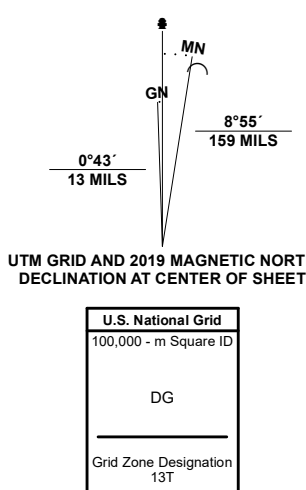 MN
GN
8°55´
159 MILS
0°43´
13 MILS
UTM GRID AND 2019 MAGNETIC NORT
DECLINATION AT CENTER OF SHEET
U.S. National Grid
100,000 - m Square ID
DG
Grid Zone Designation
13T